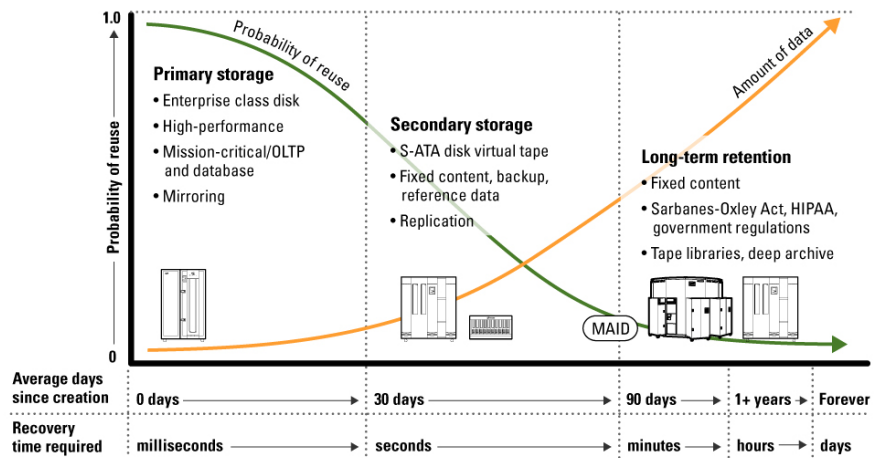 1.0
Probability of reuse
0
Probability of reuse
Amount of data
Primary storage
• Enterprise class disk
• High-performance
• Mission-critical/OLTP
and database
• Mirroring
Secondary storage
• S-ATA disk virtual tape
• Fixed content, backup,
reference data
• Replication
Long-term retention
• Fixed content
• Sarbanes-Oxley Act, HIPAA,
government regulations
• Tape libraries, deep archive
MAID
Average days
since creation
0 days
30 days
90 days
1+ years
Forever
Recovery
time required
milliseconds
seconds
minutes
hours
days